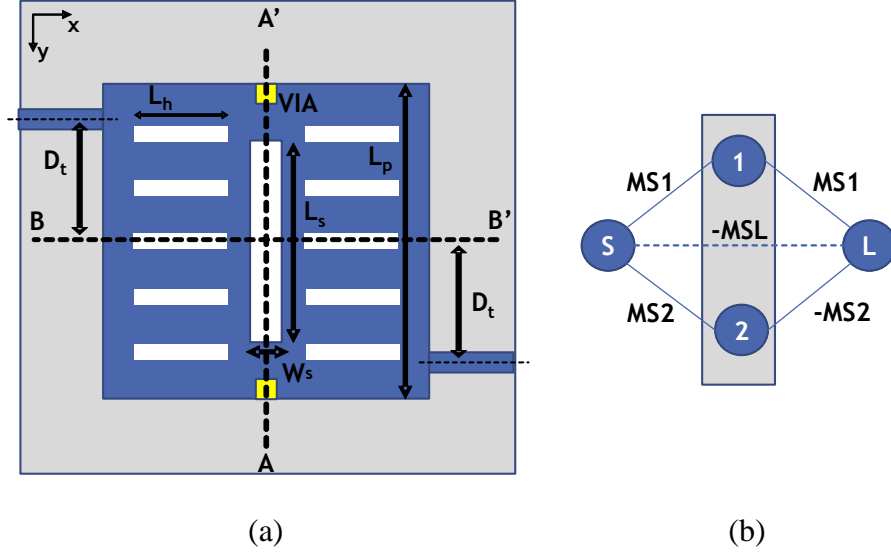 A'
x
y
Lh
VIA
Dt
Lp
Ls
B
B'
Dt
Ws
A
(a)
1
MS1
MS1
S
-MSL
L
MS2
-MS2
2
(b)